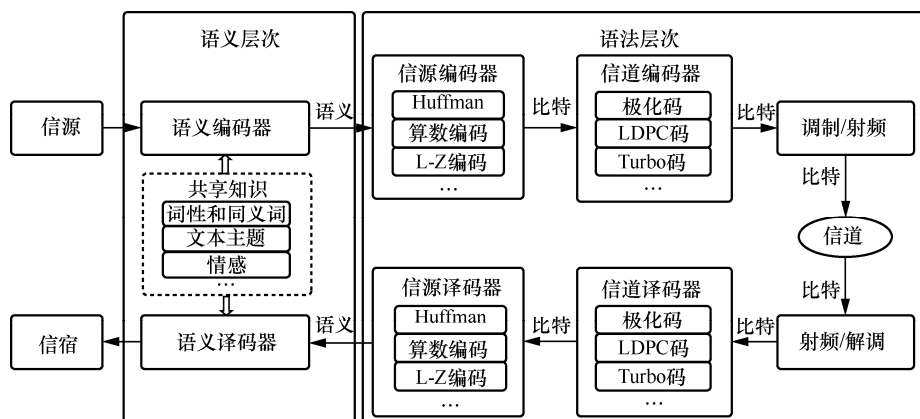 语义层次
语法层次
信源
语义编码器
语义
信源编码器
Huffman
算数编码
L-Z编码
…
比特
信道编码器
极化码
LDPC码
Turbo码
…
比特
调制/射频
比特
共享知识
词性和同义词
文本主题
情感
…
信道
比特
信宿
语义译码器
语义
信源译码器
Huffman
算数编码
L-Z编码
…
比特
信道译码器
极化码
LDPC码
Turbo码
…
比特
射频/解调